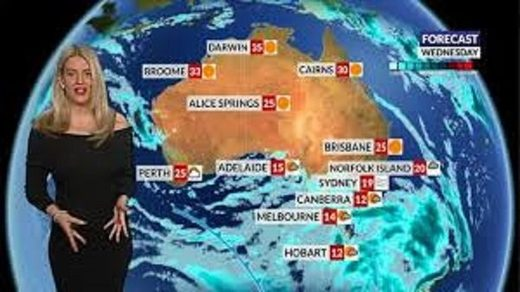 FORECAST
WEDNESDAY
DARWIN 35
BROOME 32
CAIRNS 30
ALICE SPRINGS 25
BRISBANE 25
PERTH 25
ADELAIDE 15
NORFOLK ISLAND 20
SYDNEY 19
CANBERRA 12
MELBOURNE 14
HOBART 12